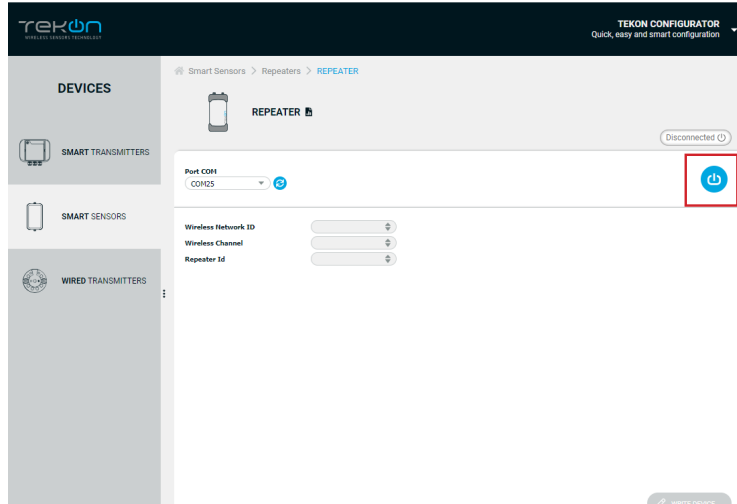 TEKON
WIRELESS SENSORS TECHNOLOGY
TEKON CONFIGURATOR
Quick, easy and smart configuration
DEVICES
SMART TRANSMITTERS
SMART SENSORS
WIRED TRANSMITTERS
Smart Sensors > Repeaters > REPEATER
REPEATER
Disconnected
Port COM
COM25
Wireless Network ID
Wireless Channel
Repeater Id
WRITE DEVICE